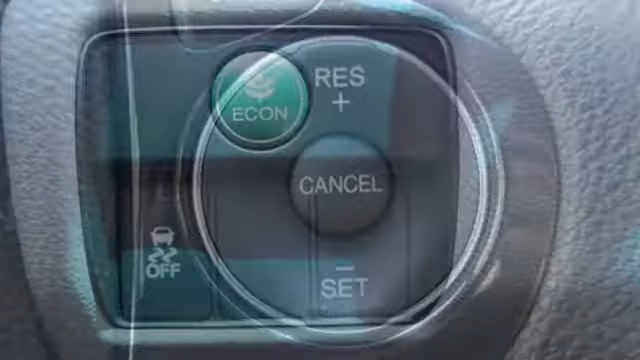 ECON
RES
+
CANCEL
OFF
–
SET